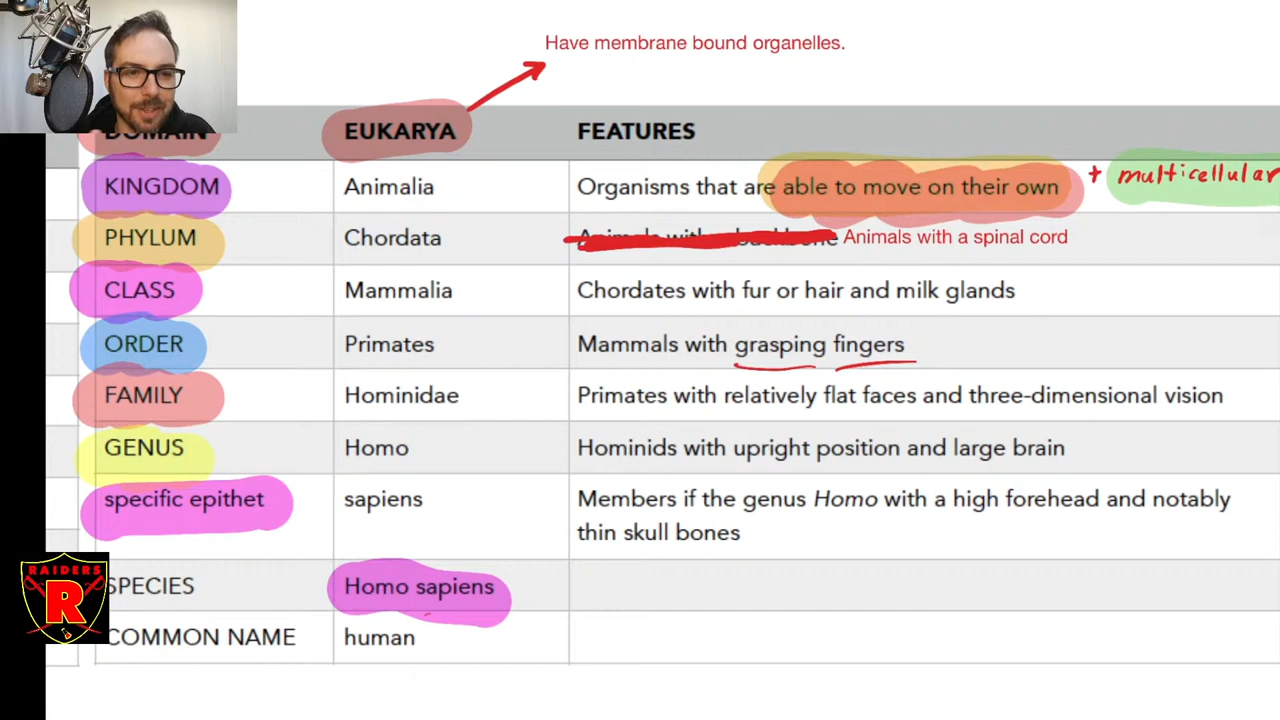 Have membrane bound organelles.
DOMAIN EUKARYA FEATURES
KINGDOM Animalia Organisms that are able to move on their own + multicellular
PHYLUM Chordata Animals with a backbone Animals with a spinal cord
CLASS Mammalia Chordates with fur or hair and milk glands
ORDER Primates Mammals with grasping fingers
FAMILY Hominidae Primates with relatively flat faces and three-dimensional vision
GENUS Homo Hominids with upright position and large brain
specific epithet sapiens Members if the genus Homo with a high forehead and notably
thin skull bones
SPECIES Homo sapiens
COMMON NAME human
RAIDERS
R